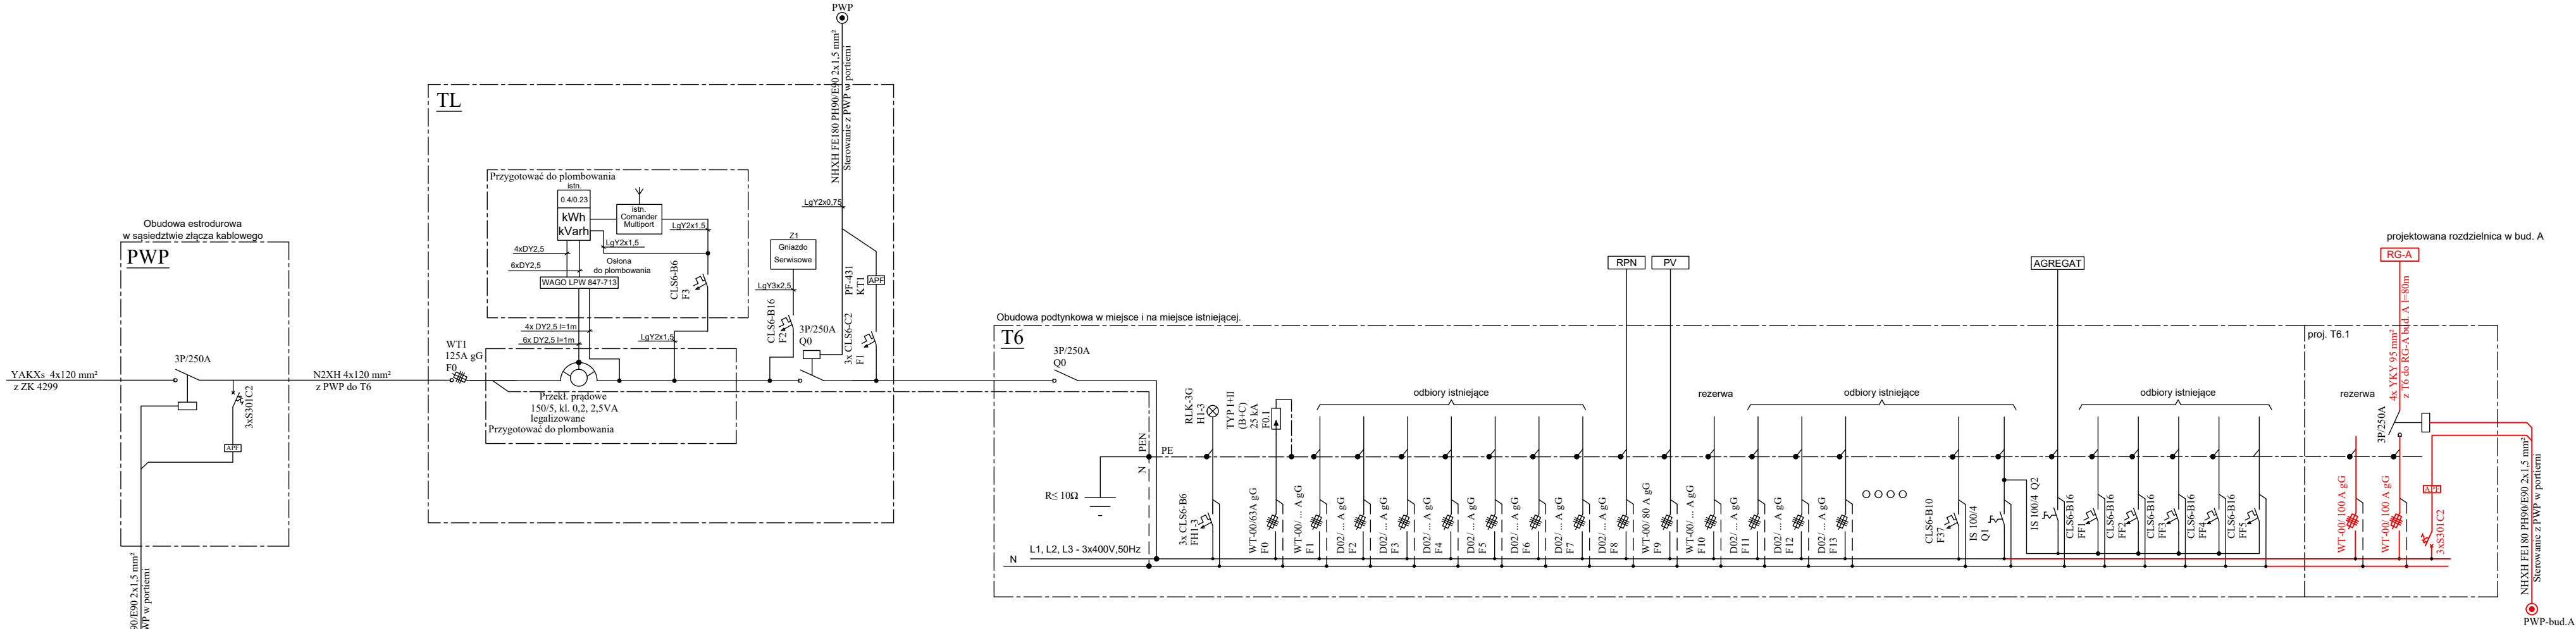 PWP
NHXH FE180 PH90/E90 2x1,5 mm²
Sterowanie z PWP w portierni
TL
Przygotować do plombowania
istn.
0.4/0.23
kWh
kVarh
istn.
Comander
Multiport
LgY2x1,5
LgY2x1,5
4xDY2,5
6xDY2,5
Osłona
do plombowania
WAGO LPW 847-713
CLS6-B6
F3
LgY2x0,75
Z1
Gniazdo
Serwisowe
LgY3x2,5
CLS6-B16
F2
PF-431
KT1
APF
3P/250A
Q0
3x CLS6-C2
F1
4x DY2,5 l=1m
6x DY2,5 l=1m
LgY2x1,5
WT1
125A gG
F0
Przekł. prądowe
150/5, kl. 0,2, 2,5VA
legalizowane
Przygotować do plombowania
Obudowa estrodurowa
w sąsiedztwie złącza kablowego
PWP
3P/250A
YAKXs 4x120 mm²
z ZK 4299
3xS301C2
APF
N2XH 4x120 mm²
z PWP do T6
90/E90 2x1,5 mm²
WP w portierni
Obudowa podtynkowa w miejsce i na miejsce istniejącej.
T6
3P/250A
Q0
PEN
N
PE
R≤ 10Ω
L1, L2, L3 - 3x400V,50Hz
N
RLK-3G
H1-3
TYP I+II
(B+C)
25 kA
F0.1
odbiory istniejące
RPN
PV
rezerwa
odbiory istniejące
AGREGAT
odbiory istniejące
3x CLS6-B6
FH1-3
WT-00/63A gG
F0
WT-00/ ... A gG
F1
D02/ ... A gG
F2
D02/ ... A gG
F3
D02/ ... A gG
F4
D02/ ... A gG
F5
D02/ ... A gG
F6
D02/ ... A gG
F7
D02/ ... A gG
F8
WT-00/ 80 A gG
F9
WT-00/ ... A gG
F10
D02/ ... A gG
F11
D02/ ... A gG
F12
D02/ ... A gG
F13
CLS6-B10
F37
IS 100/4
Q1
IS 100/4 Q2
CLS6-B16
FF1
CLS6-B16
FF2
CLS6-B16
FF3
CLS6-B16
FF4
CLS6-B16
FF5
projektowana rozdzielnica w bud. A
RG-A
4x YKY 95 mm²
z T6 do RG-A bud. A l=80m
proj. T6.1
rezerwa
3P/250A
WT-00/ 100 A gG
WT-00/ 100 A gG
APF
3xS301C2
NHXH FE180 PH90/E90 2x1,5 mm²
Sterowanie z PWP w portierni
PWP-bud.A